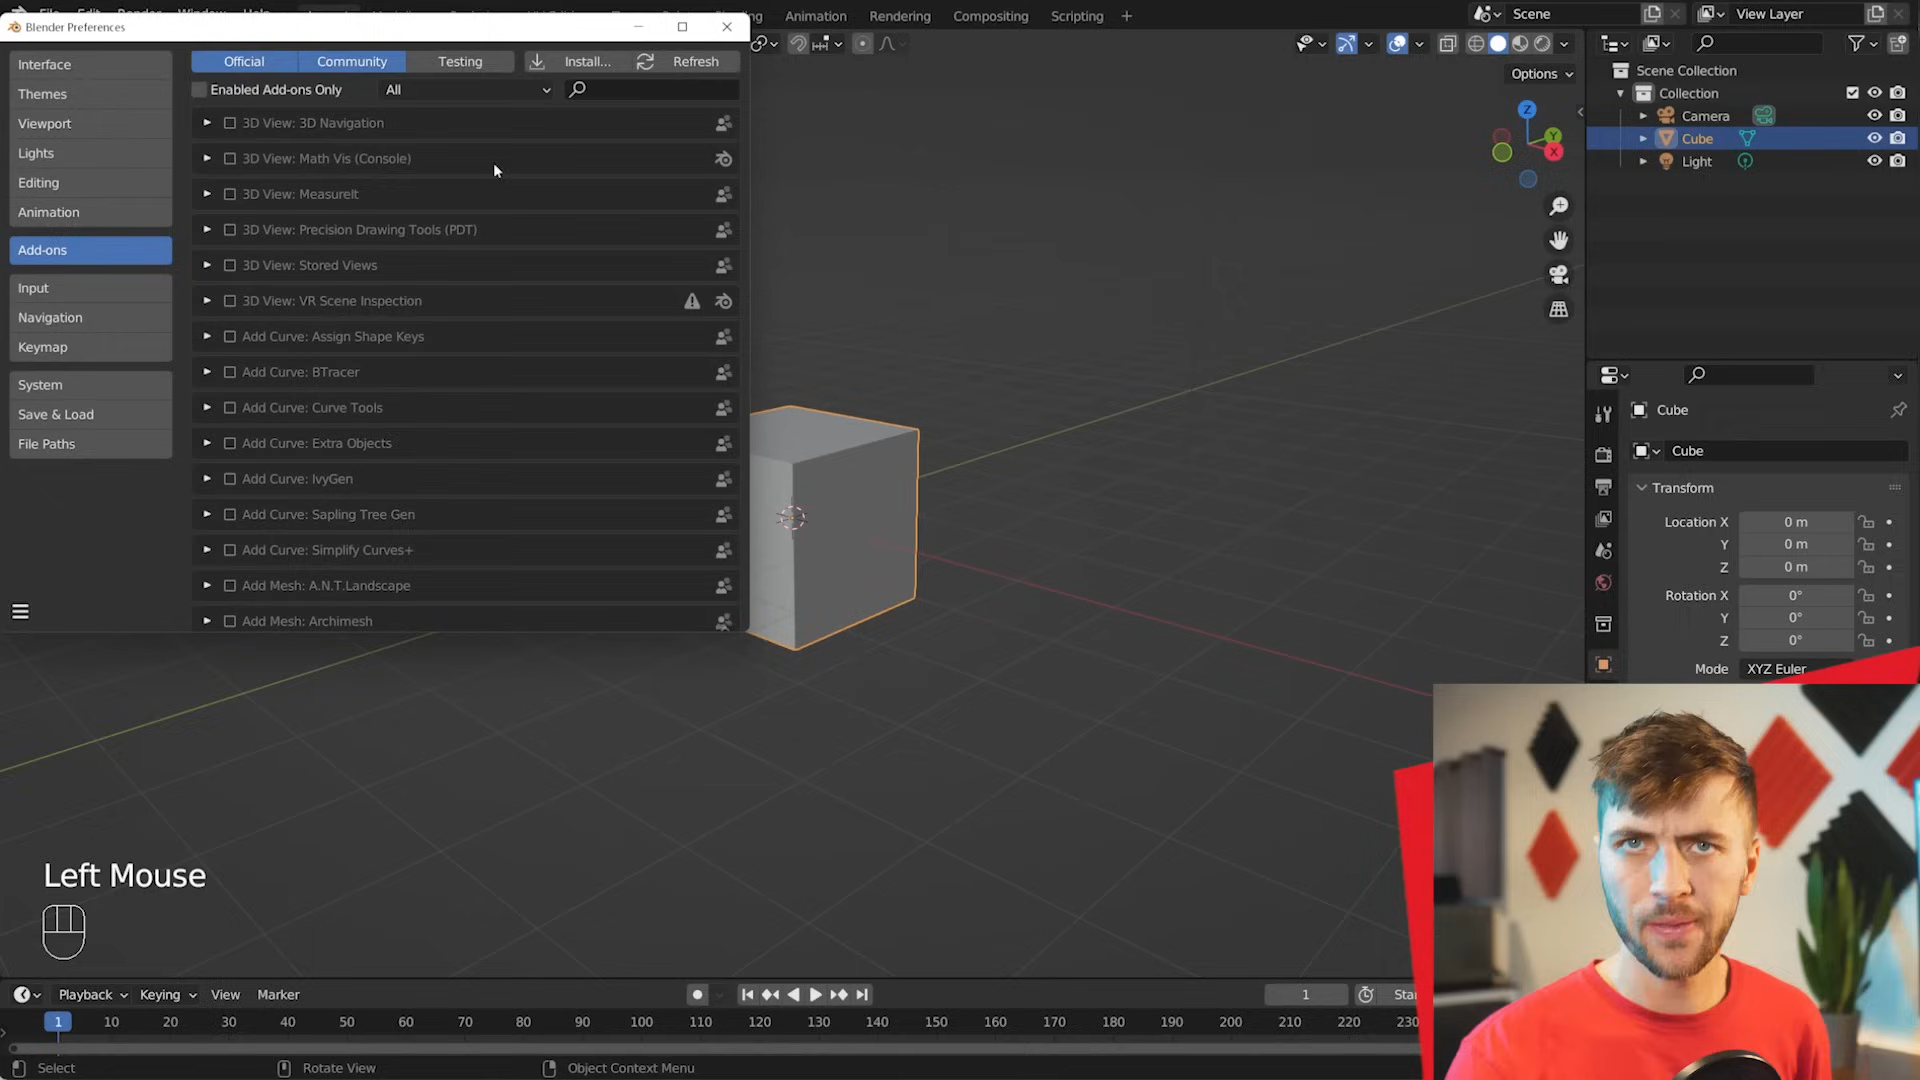 Blender Preferences
Animation
Rendering
Compositing
Scripting
Scene
View Layer
Interface
Themes
Viewport
Lights
Editing
Animation
Add-ons
Input
Navigation
Keymap
System
Save & Load
File Paths
Official
Community
Testing
Install...
Refresh
Enabled Add-ons Only
All
3D View: 3D Navigation
3D View: Math Vis (Console)
3D View: MeasureIt
3D View: Precision Drawing Tools (PDT)
3D View: Stored Views
3D View: VR Scene Inspection
Add Curve: Assign Shape Keys
Add Curve: BTracer
Add Curve: Curve Tools
Add Curve: Extra Objects
Add Curve: IvyGen
Add Curve: Sapling Tree Gen
Add Curve: Simplify Curves+
Add Mesh: A.N.T.Landscape
Add Mesh: Archimesh
Options
Z
Y
X
Scene Collection
Collection
Camera
Cube
Light
Cube
Cube
Transform
Location X 0 m
Y 0 m
Z 0 m
Rotation X 0°
Y 0°
Z 0°
Mode XYZ Euler
Left Mouse
Playback
Keying
View
Marker
1
1 10 20 30 40 50 60 70 80 90 100 110 120 130 140 150 160 170 180 190 200 210 220 230
Select
Rotate View
Object Context Menu